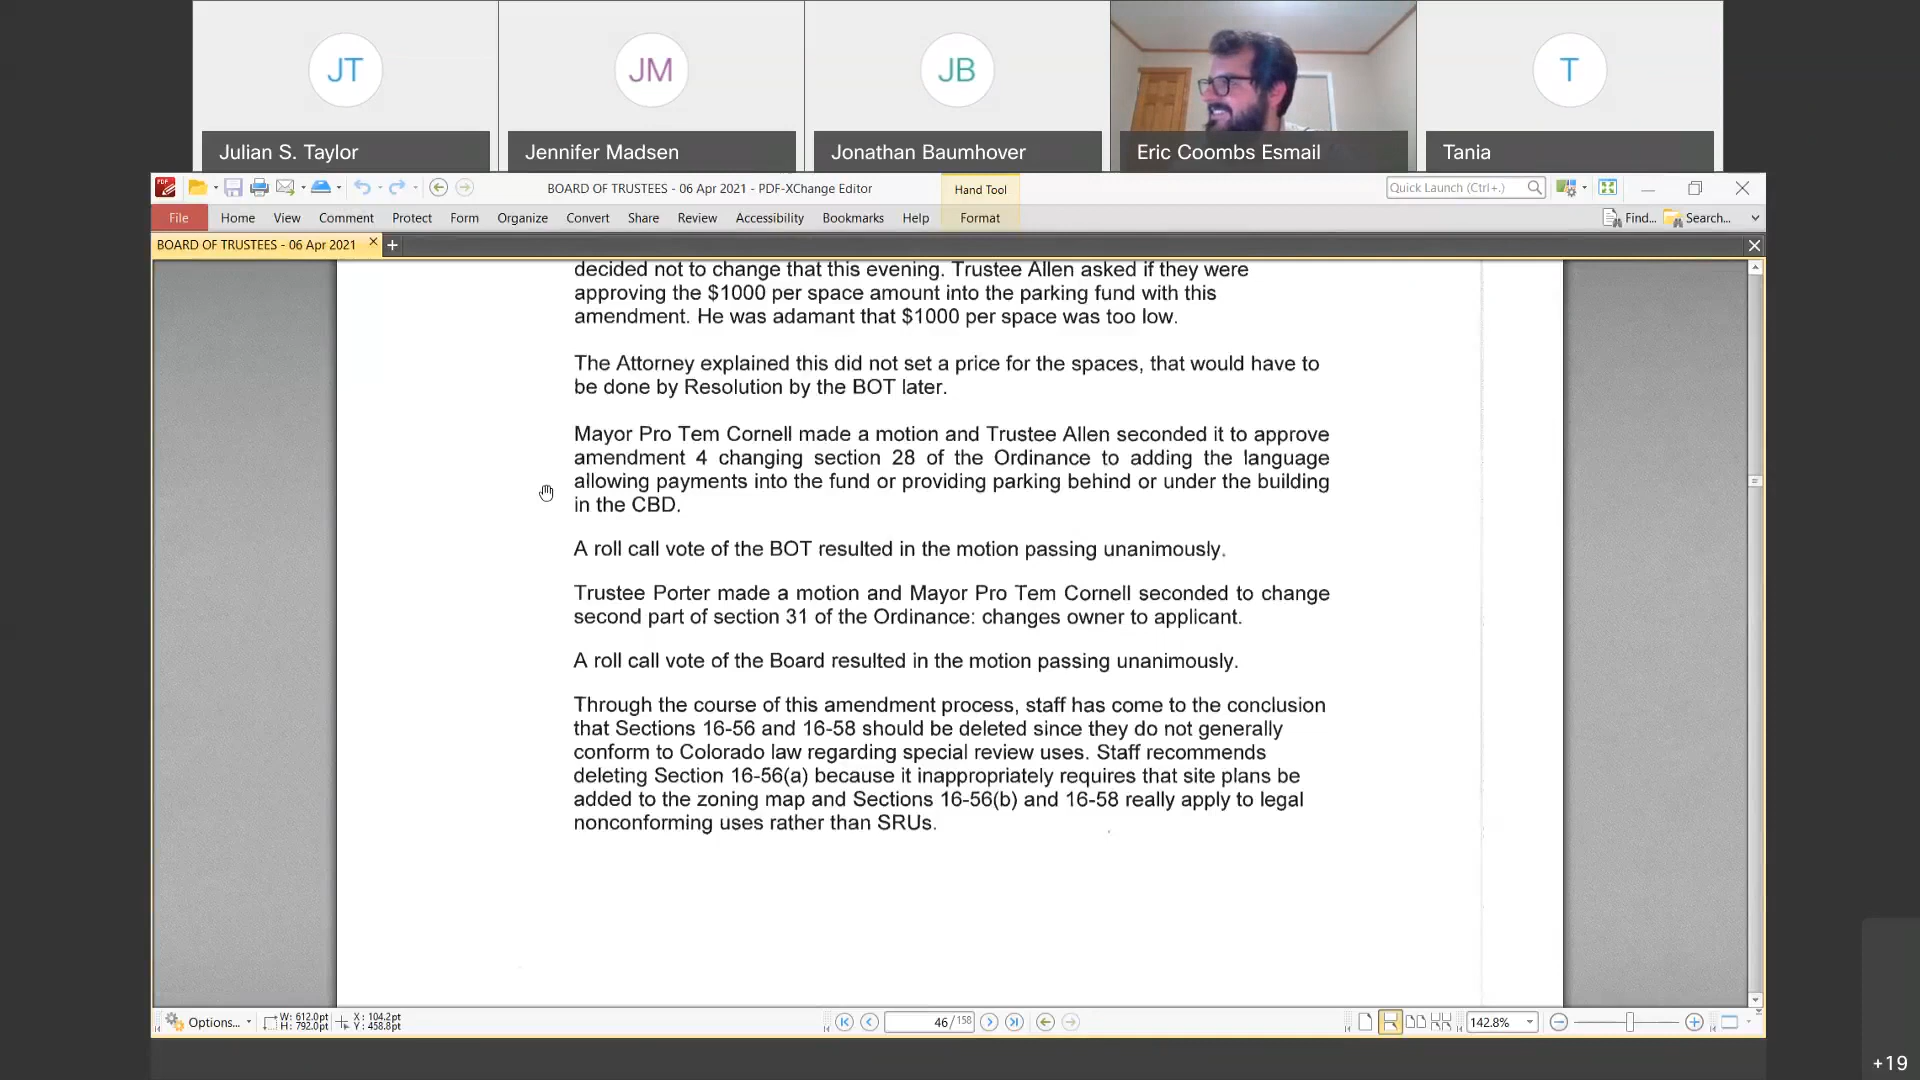 JT
JM
JB
T
Julian S. Taylor
Jennifer Madsen
Jonathan Baumhover
Eric Coombs Esmail
Tania
BOARD OF TRUSTEES - 06 Apr 2021 - PDF-XChange Editor
Hand Tool
Quick Launch (Ctrl+.)
File
Home
View
Comment
Protect
Form
Organize
Convert
Share
Review
Accessibility
Bookmarks
Help
Format
Find...
Search...
BOARD OF TRUSTEES - 06 Apr 2021
decided not to change that this evening. Trustee Allen asked if they were
approving the $1000 per space amount into the parking fund with this
amendment. He was adamant that $1000 per space was too low.
The Attorney explained this did not set a price for the spaces, that would have to
be done by Resolution by the BOT later.
Mayor Pro Tem Cornell made a motion and Trustee Allen seconded it to approve
amendment 4 changing section 28 of the Ordinance to adding the language
allowing payments into the fund or providing parking behind or under the building
in the CBD.
A roll call vote of the BOT resulted in the motion passing unanimously.
Trustee Porter made a motion and Mayor Pro Tem Cornell seconded to change
second part of section 31 of the Ordinance: changes owner to applicant.
A roll call vote of the Board resulted in the motion passing unanimously.
Through the course of this amendment process, staff has come to the conclusion
that Sections 16-56 and 16-58 should be deleted since they do not generally
conform to Colorado law regarding special review uses. Staff recommends
deleting Section 16-56(a) because it inappropriately requires that site plans be
added to the zoning map and Sections 16-56(b) and 16-58 really apply to legal
nonconforming uses rather than SRUs.
Options...
W: 612.0pt
H: 792.0pt
X: 104.2pt
Y: 458.8pt
46 / 158
142.8%
+19